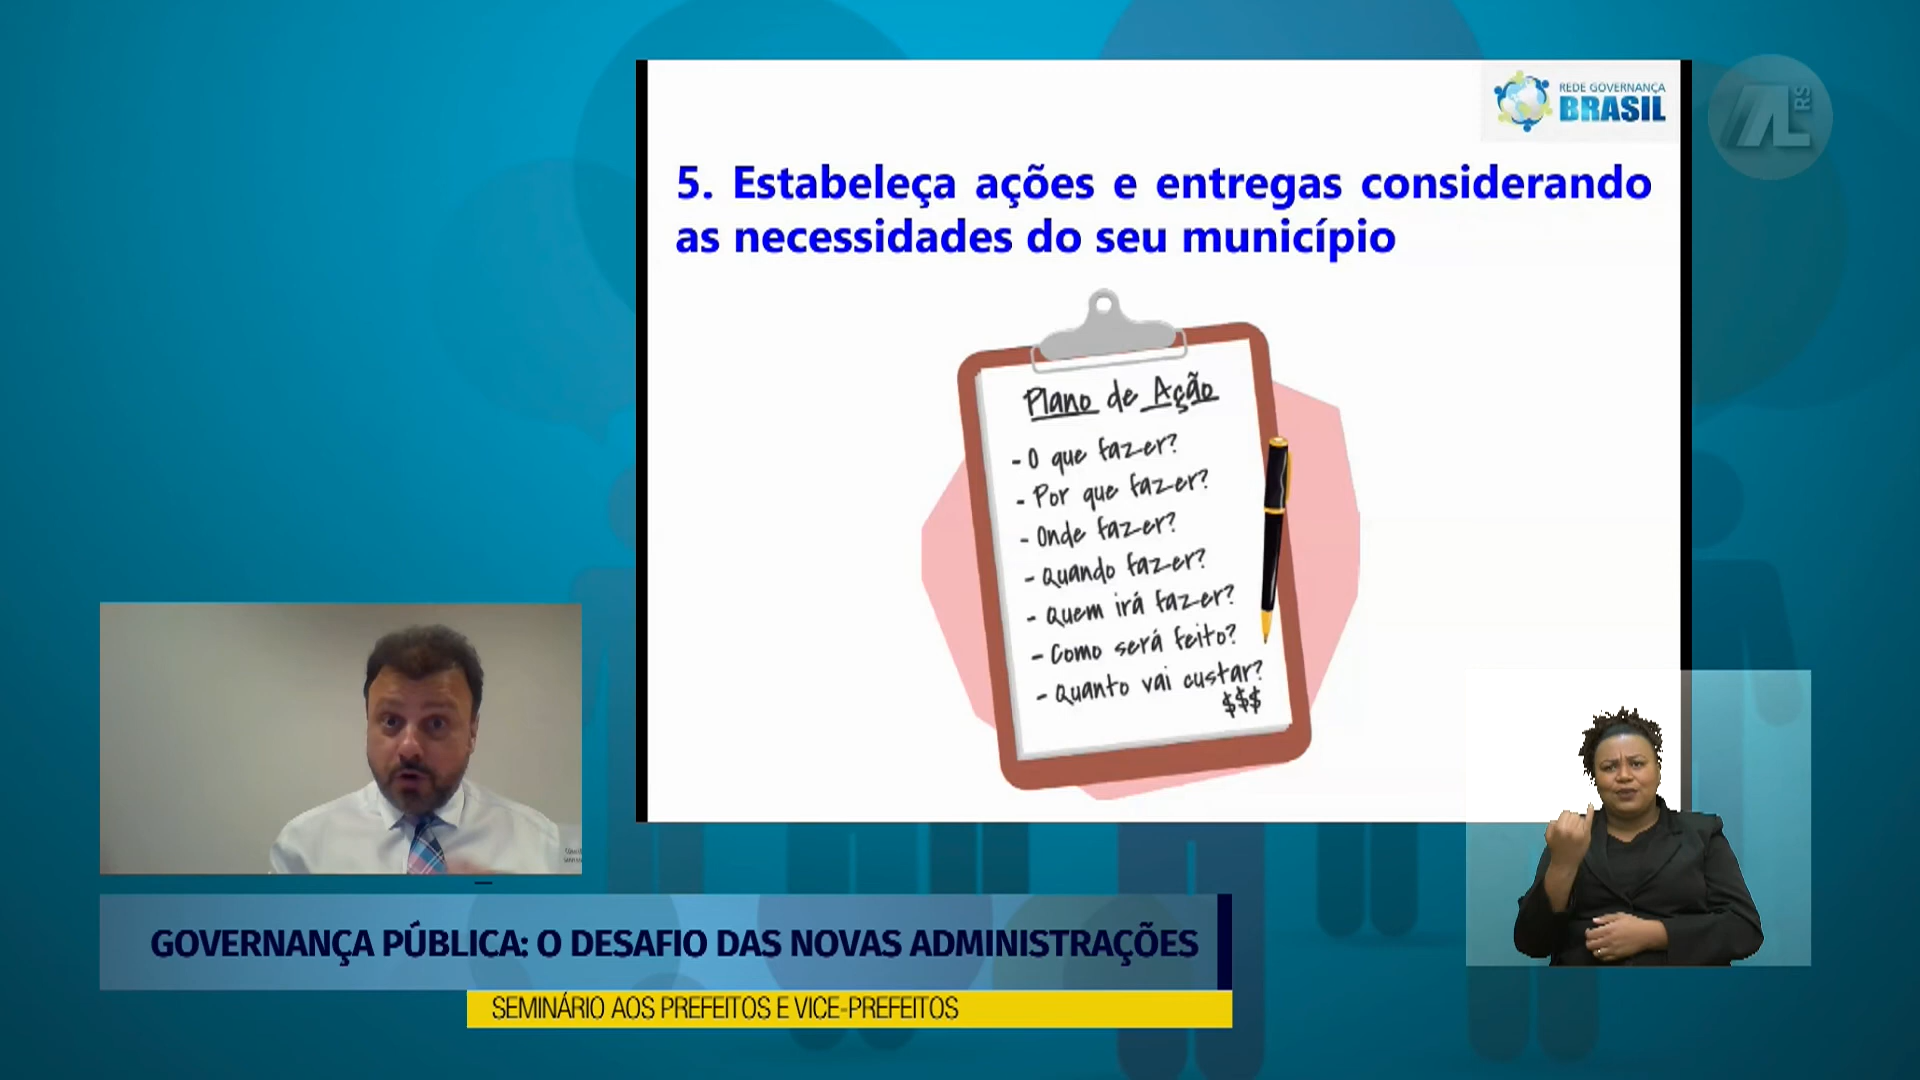 REDE GOVERNANÇA
BRASIL
AL
RS
5. Estabeleça ações e entregas considerando
as necessidades do seu município
Plano de Ação
- O que fazer?
- Por que fazer?
- Onde fazer?
- Quando fazer?
- Quem irá fazer?
- Como será feito?
- Quanto vai custar?
$$$
GOVERNANÇA PÚBLICA: O DESAFIO DAS NOVAS ADMINISTRAÇÕES
SEMINÁRIO AOS PREFEITOS E VICE-PREFEITOS